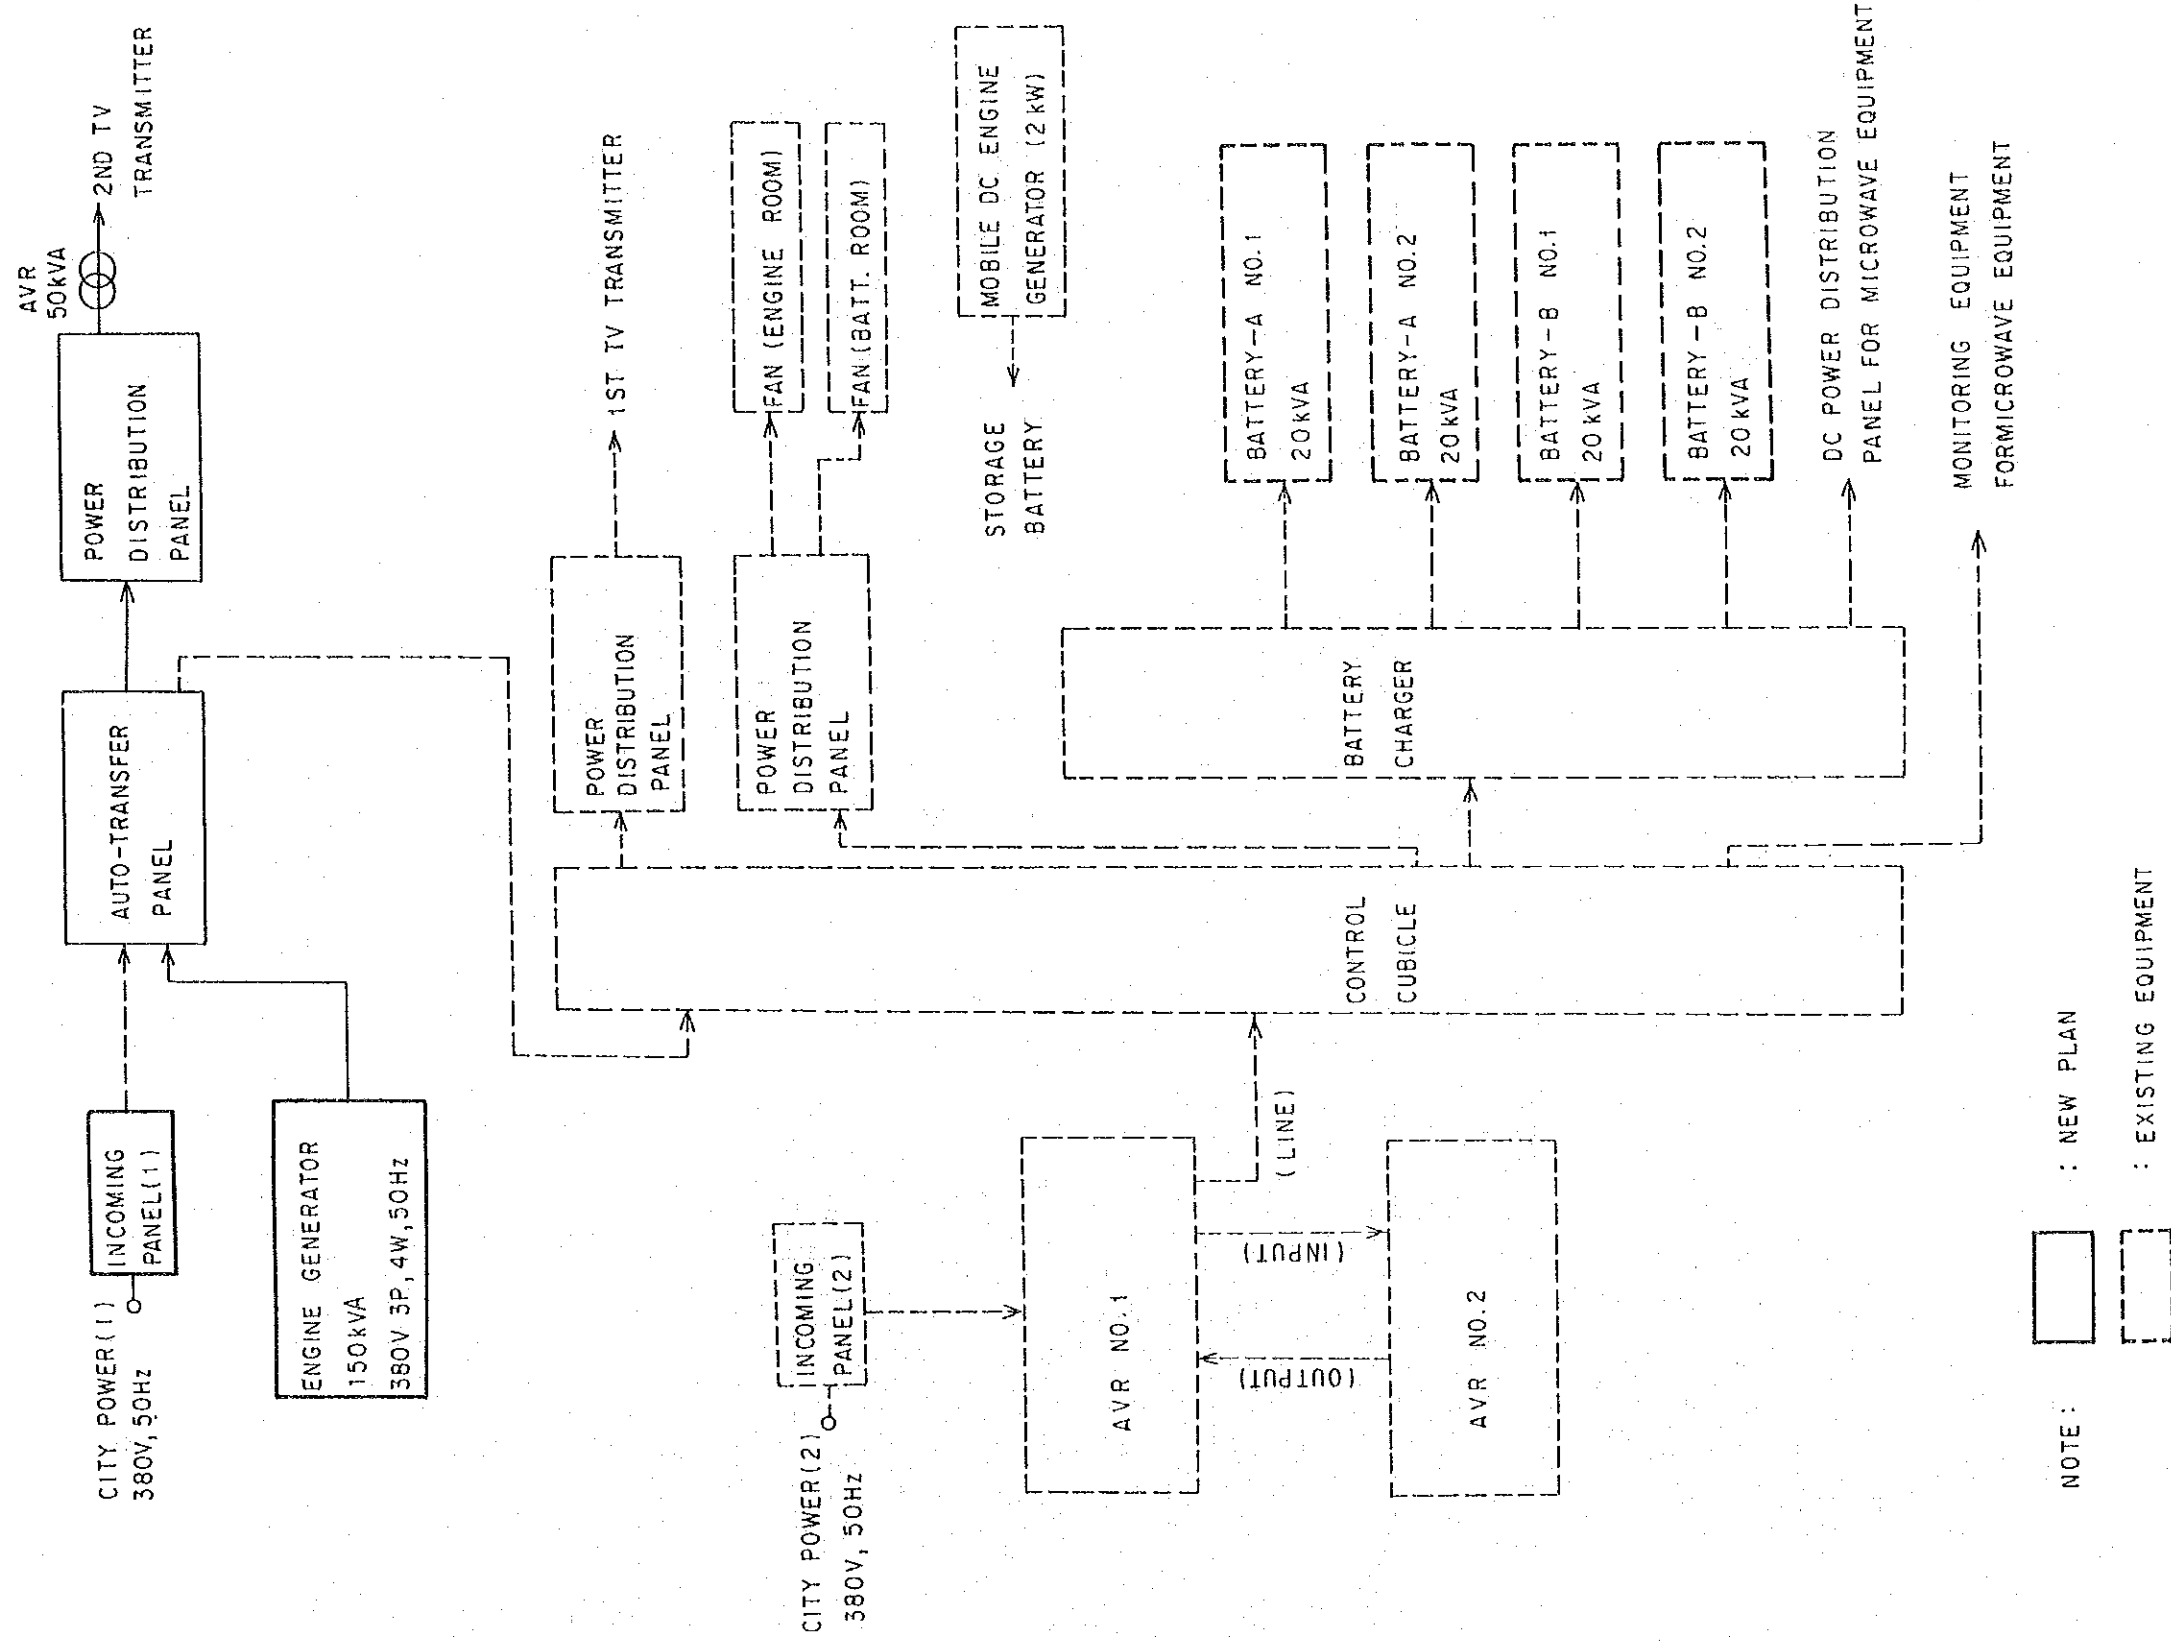 CITY POWER(1)
380V, 50Hz
INCOMING
PANEL(1)
ENGINE GENERATOR
150kVA
380V 3P, 4W, 50Hz
AUTO-TRANSFER
PANEL
POWER
DISTRIBUTION
PANEL
AVR
50kVA
2ND TV
TRANSMITTER
POWER
DISTRIBUTION
PANEL
1ST TV TRANSMITTER
POWER
DISTRIBUTION
PANEL
FAN (ENGINE ROOM)
FAN (BATT. ROOM)
CITY POWER(2)
380V, 50Hz
INCOMING
PANEL(2)
AVR NO.1
(LINE)
(INPUT)
(OUTPUT)
AVR NO.2
CONTROL
CUBICLE
STORAGE
BATTERY
MOBILE DC ENGINE
GENERATOR (2kW)
BATTERY
CHARGER
BATTERY-A NO.1
20kVA
BATTERY-A NO.2
20kVA
BATTERY-B NO.1
20kVA
BATTERY-B NO.2
20kVA
DC POWER DISTRIBUTION
PANEL FOR MICROWAVE EQUIPMENT
MONITORING EQUIPMENT
FORMICROWAVE EQUIPMENT
NOTE:
: NEW PLAN
: EXISTING EQUIPMENT